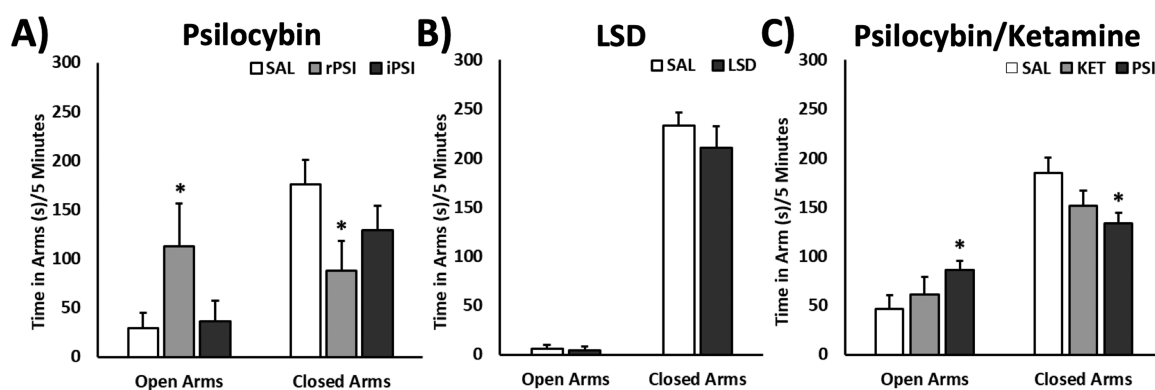 A) Psilocybin
SAL rPSI iPSI
Time in Arms (s)/5 Minutes
300
250
200
150
100
50
0
*
*
Open Arms Closed Arms
B) LSD
SAL LSD
Time in Arms (s)/5 Minutes
300
250
200
150
100
50
0
Open Arms Closed Arms
C) Psilocybin/Ketamine
SAL KET PSI
Time in Arm (s)/5 Minutes
300
250
200
150
100
50
0
*
*
Open Arms Closed Arms